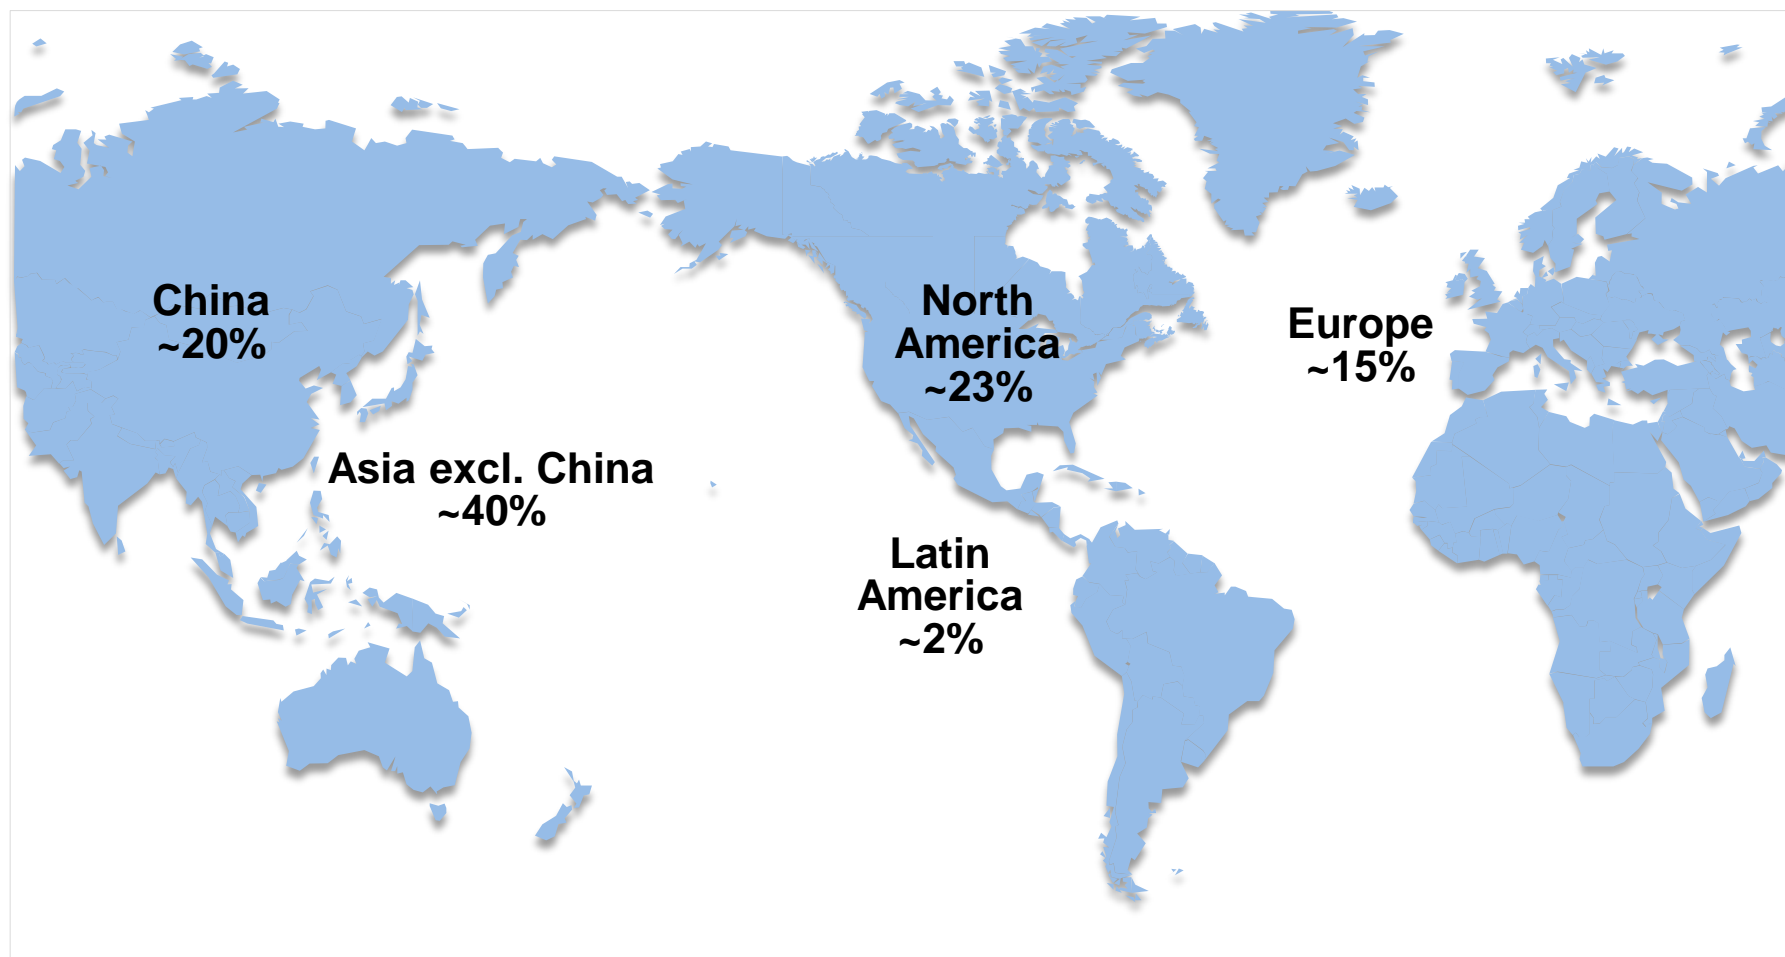 China
~20%
North
America
~23%
Europe
~15%
Asia excl. China
~40%
Latin
America
~2%